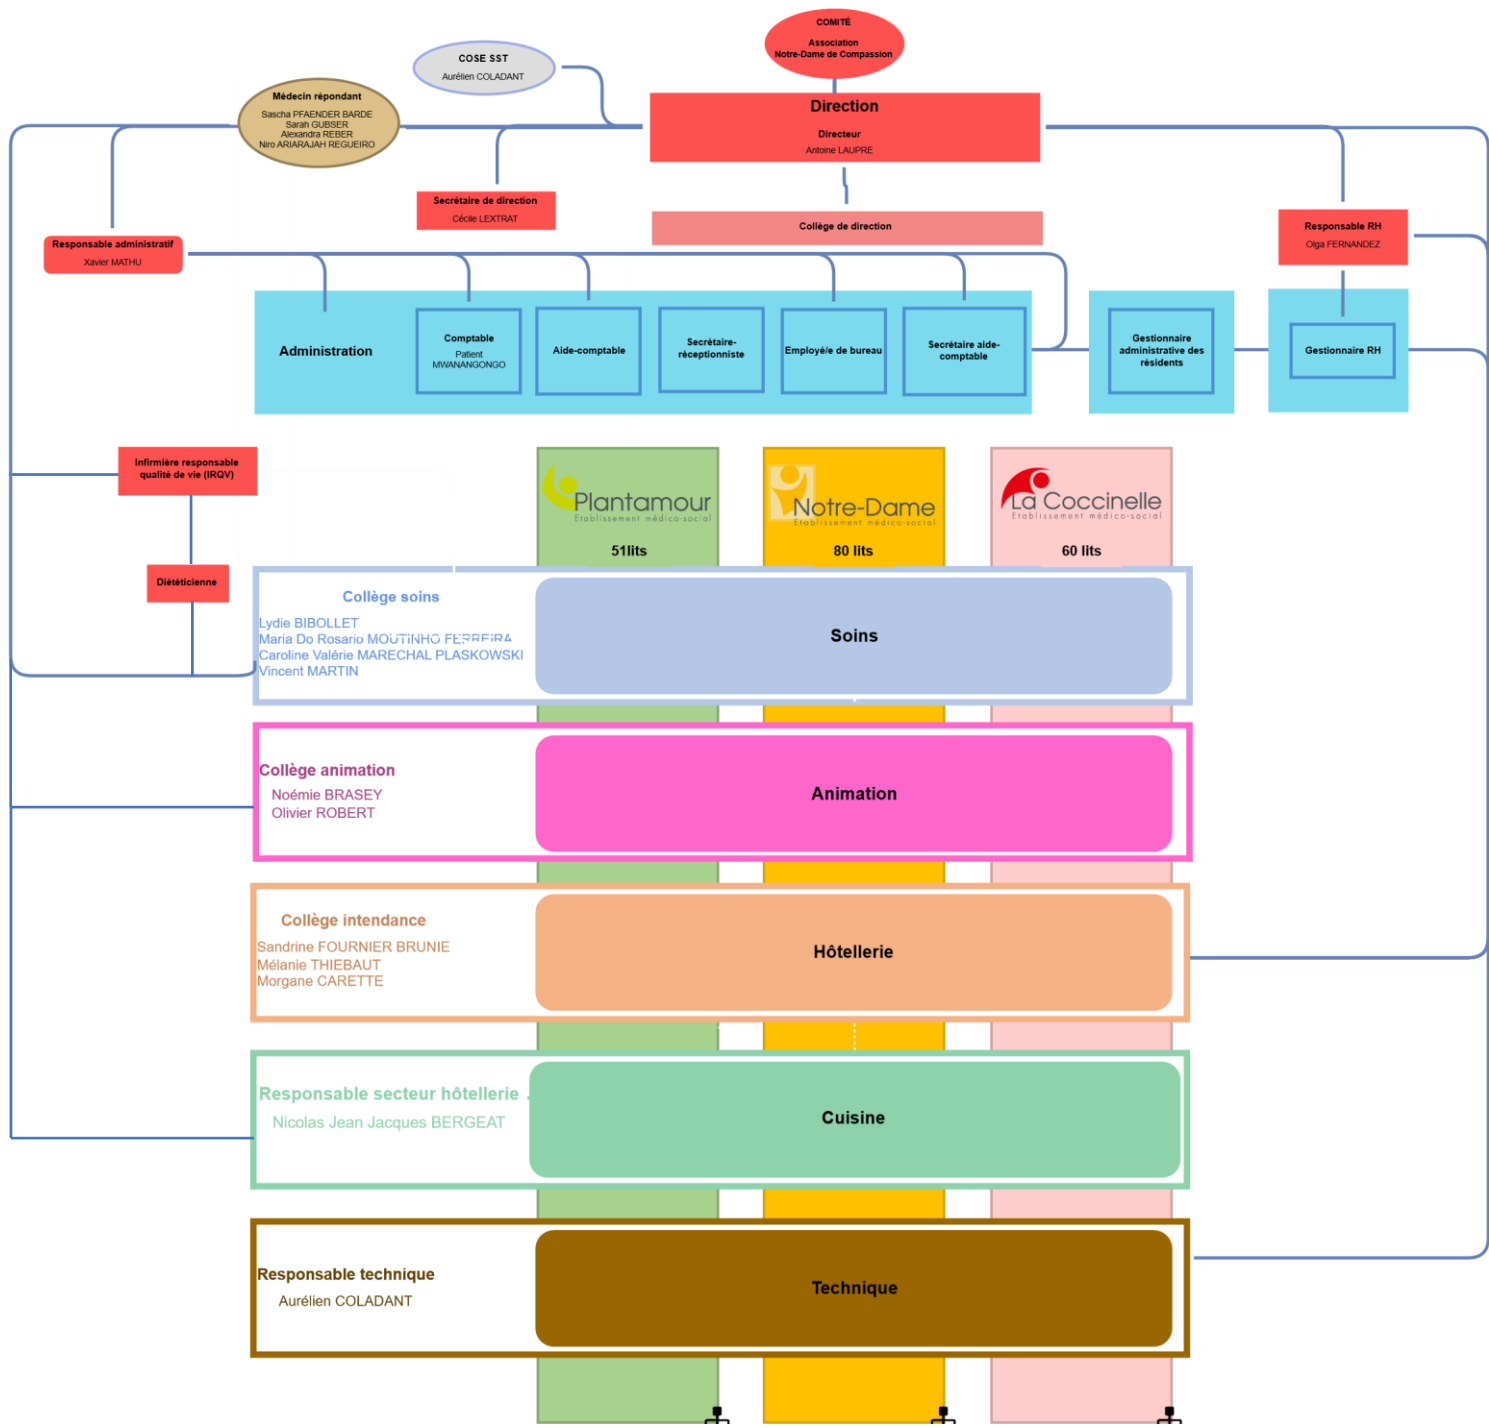 COMITÉ
Association
Notre-Dame de Compassion
COSE SST
Aurélien COLADANT
Direction
Directeur
Antoine LAUPRE
Médecin répondant
Sascha PFAENDER BARDE
Sarah GUBSER
Alexandra REBER
Niro ARIARAJAH REGUEIRO
Secrétaire de direction
Cécile LEXTRAT
Collège de direction
Responsable RH
Olga FERNANDEZ
Responsable administratif
Xavier MATHU
Administration
Comptable
Patient
MWANANGONGO
Aide-comptable
Secrétaire-
réceptionniste
Employé/e de bureau
Secrétaire aide-
comptable
Gestionnaire
administrative des
résidents
Gestionnaire RH
Infirmière responsable
qualité de vie (IRQV)
Diététicienne
Plantamour
Etablissement médico-social
51lits
Notre-Dame
Etablissement médico-social
80 lits
La Coccinelle
Etablissement médico-social
60 lits
Collège soins
Lydie BIBOLLET
Maria Do Rosario MOUTINHO FERREIRA
Caroline Valérie MARECHAL PLASKOWSKI
Vincent MARTIN
Soins
Collège animation
Noémie BRASEY
Olivier ROBERT
Animation
Collège intendance
Sandrine FOURNIER BRUNIE
Mélanie THIEBAUT
Morgane CARETTE
Hôtellerie
Responsable secteur hôtellerie .
Nicolas Jean Jacques BERGEAT
Cuisine
Responsable technique
Aurélien COLADANT
Technique